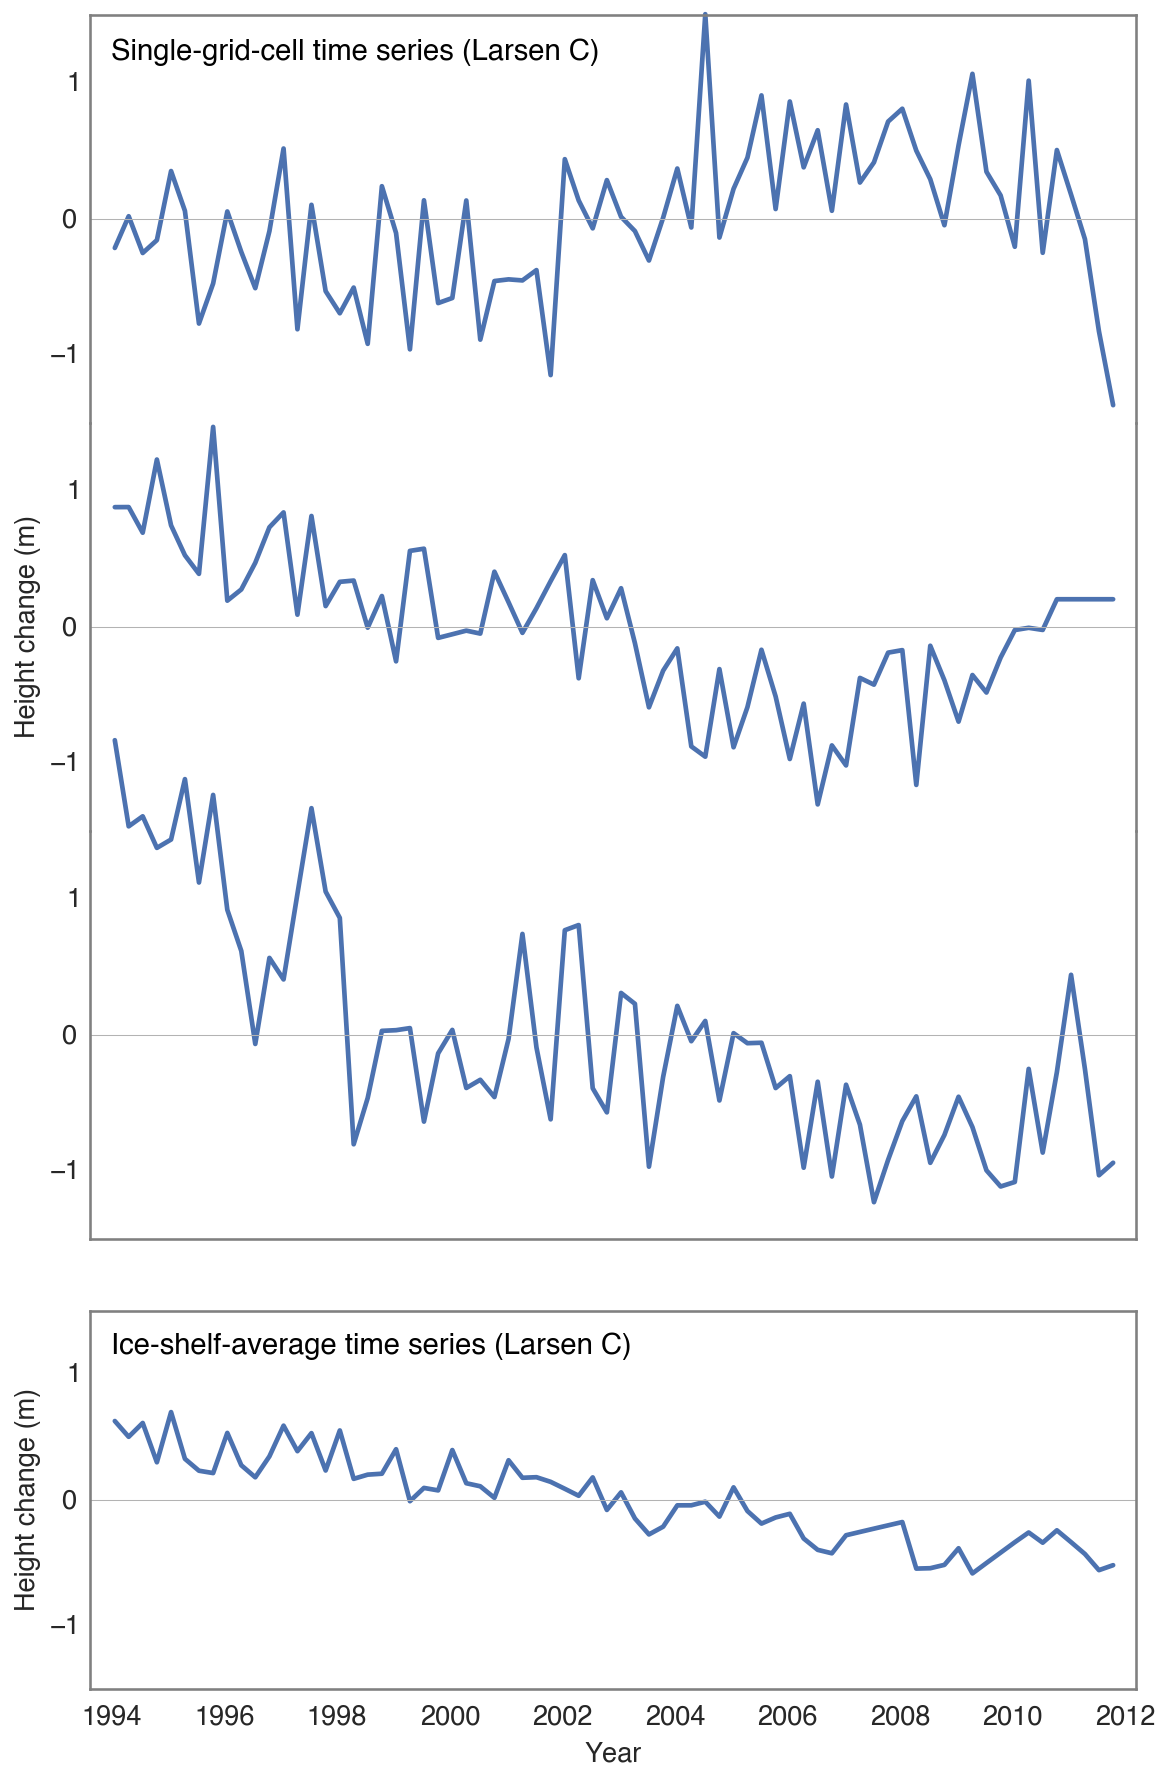 Single-grid-cell time series (Larsen C)
1
0
−1
1
0
−1
1
0
−1
Height change (m)
Ice-shelf-average time series (Larsen C)
1
0
−1
Height change (m)
1994 1996 1998 2000 2002 2004 2006 2008 2010 2012
Year